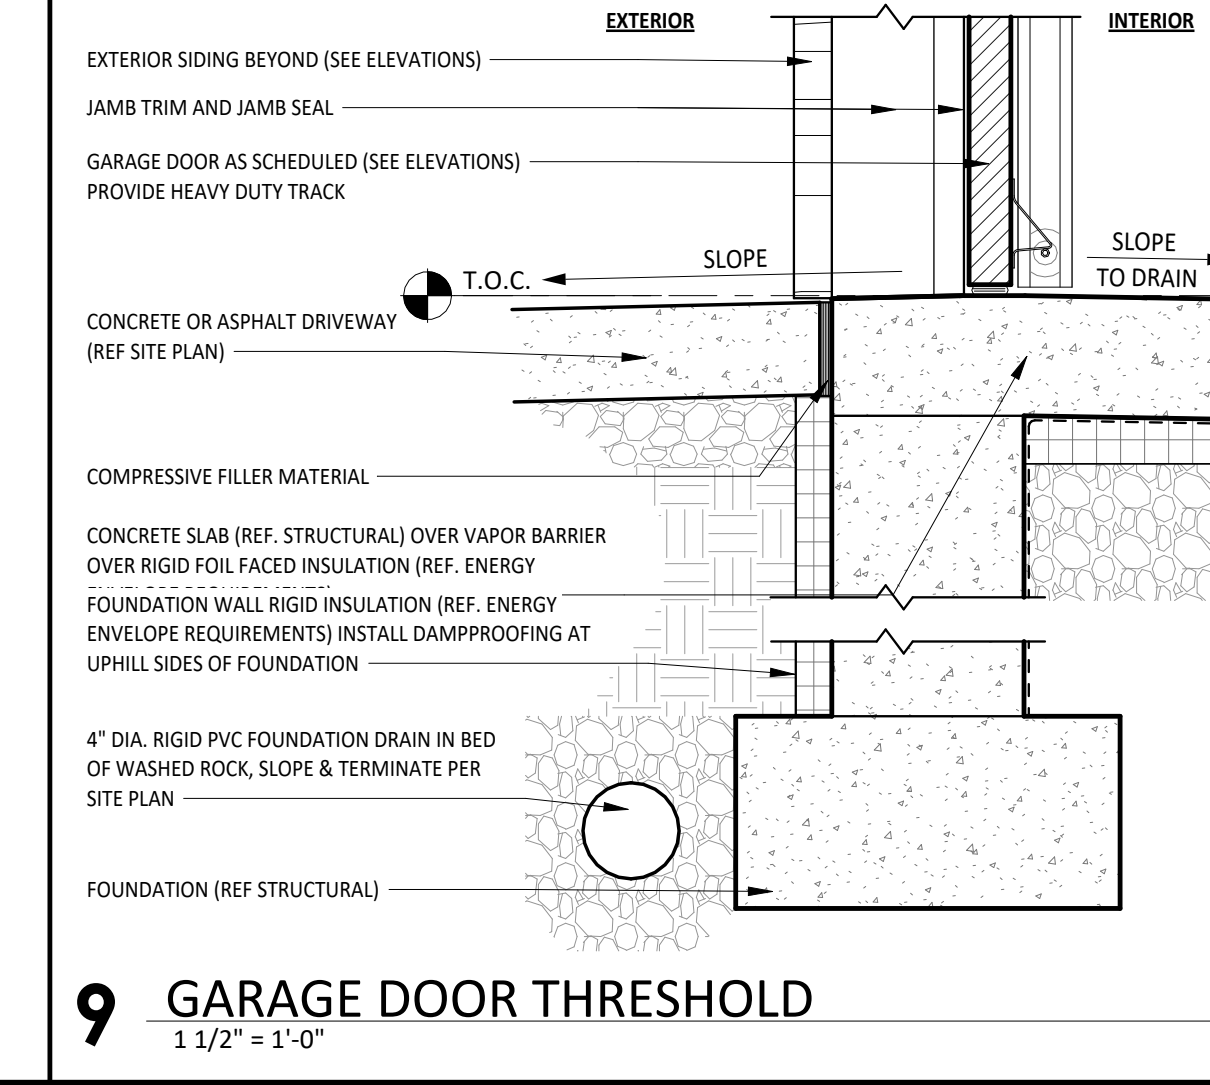 EXTERIOR
INTERIOR
EXTERIOR SIDING BEYOND (SEE ELEVATIONS)
JAMB TRIM AND JAMB SEAL
GARAGE DOOR AS SCHEDULED (SEE ELEVATIONS)
PROVIDE HEAVY DUTY TRACK
SLOPE
SLOPE
TO DRAIN
T.O.C.
CONCRETE OR ASPHALT DRIVEWAY
(REF SITE PLAN)
COMPRESSIVE FILLER MATERIAL
CONCRETE SLAB (REF. STRUCTURAL) OVER VAPOR BARRIER
OVER RIGID FOIL FACED INSULATION (REF. ENERGY
FOUNDATION WALL RIGID INSULATION (REF. ENERGY
ENVELOPE REQUIREMENTS) INSTALL DAMPPROOFING AT
UPHILL SIDES OF FOUNDATION
4" DIA. RIGID PVC FOUNDATION DRAIN IN BED
OF WASHED ROCK, SLOPE & TERMINATE PER
SITE PLAN
FOUNDATION (REF STRUCTURAL)
9 GARAGE DOOR THRESHOLD
1 1/2" = 1'-0"